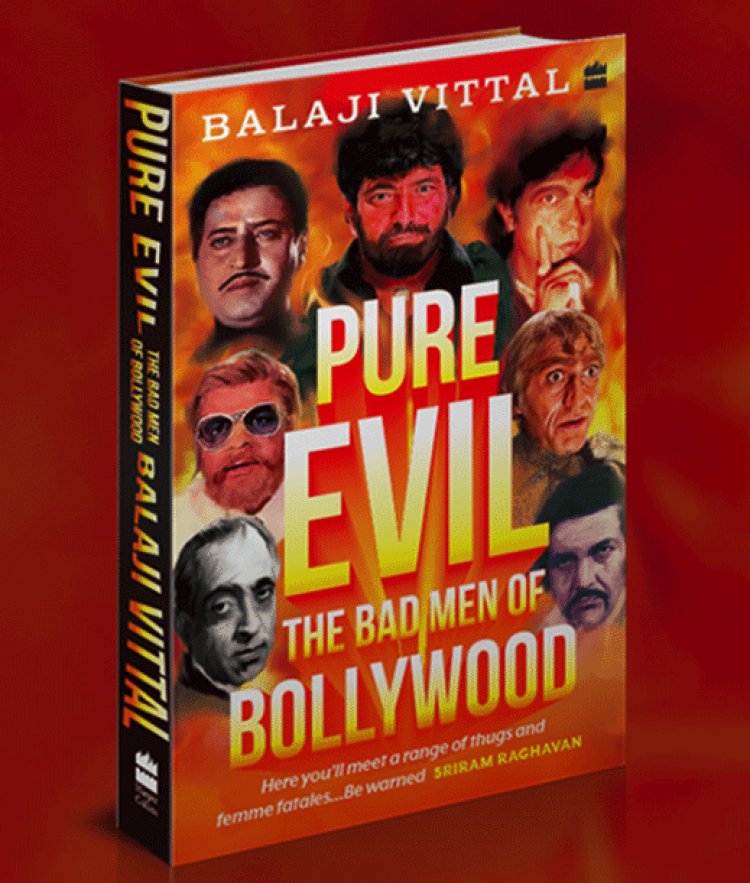 BALAJI VITTAL
PURE
EVIL
THE BAD MEN OF
BOLLYWOOD
Here you'll meet a range of thugs and
femme fatales...Be warned SRIRAM RAGHAVAN
PURE EVIL
THE BAD MEN
OF BOLLYWOOD
BALAJI VITTAL